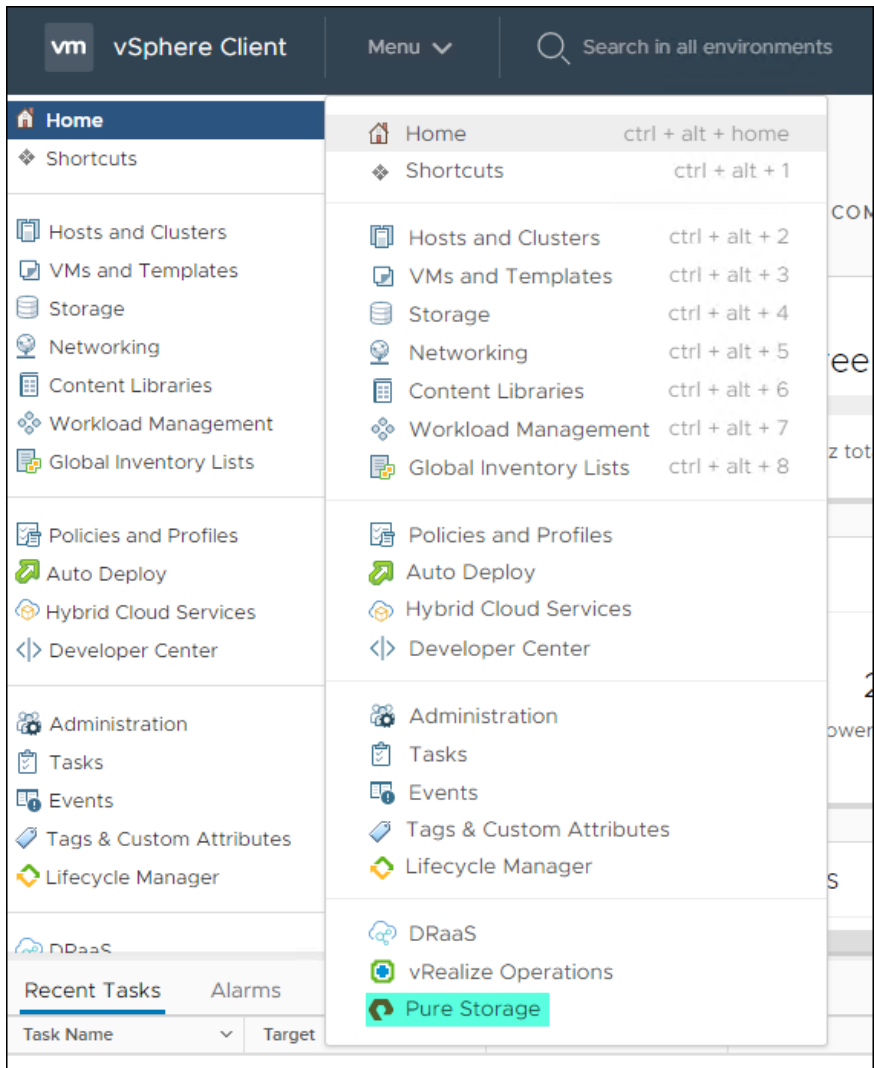 vm vSphere Client Menu Search in all environments
Home
Shortcuts
Hosts and Clusters
VMs and Templates
Storage
Networking
Content Libraries
Workload Management
Global Inventory Lists
Policies and Profiles
Auto Deploy
Hybrid Cloud Services
Developer Center
Administration
Tasks
Events
Tags & Custom Attributes
Lifecycle Manager
DRaaS
Home ctrl + alt + home
Shortcuts ctrl + alt + 1
Hosts and Clusters ctrl + alt + 2
VMs and Templates ctrl + alt + 3
Storage ctrl + alt + 4
Networking ctrl + alt + 5
Content Libraries ctrl + alt + 6
Workload Management ctrl + alt + 7
Global Inventory Lists ctrl + alt + 8
Policies and Profiles
Auto Deploy
Hybrid Cloud Services
Developer Center
Administration
Tasks
Events
Tags & Custom Attributes
Lifecycle Manager
DRaaS
vRealize Operations
Pure Storage
Recent Tasks Alarms
Task Name Target